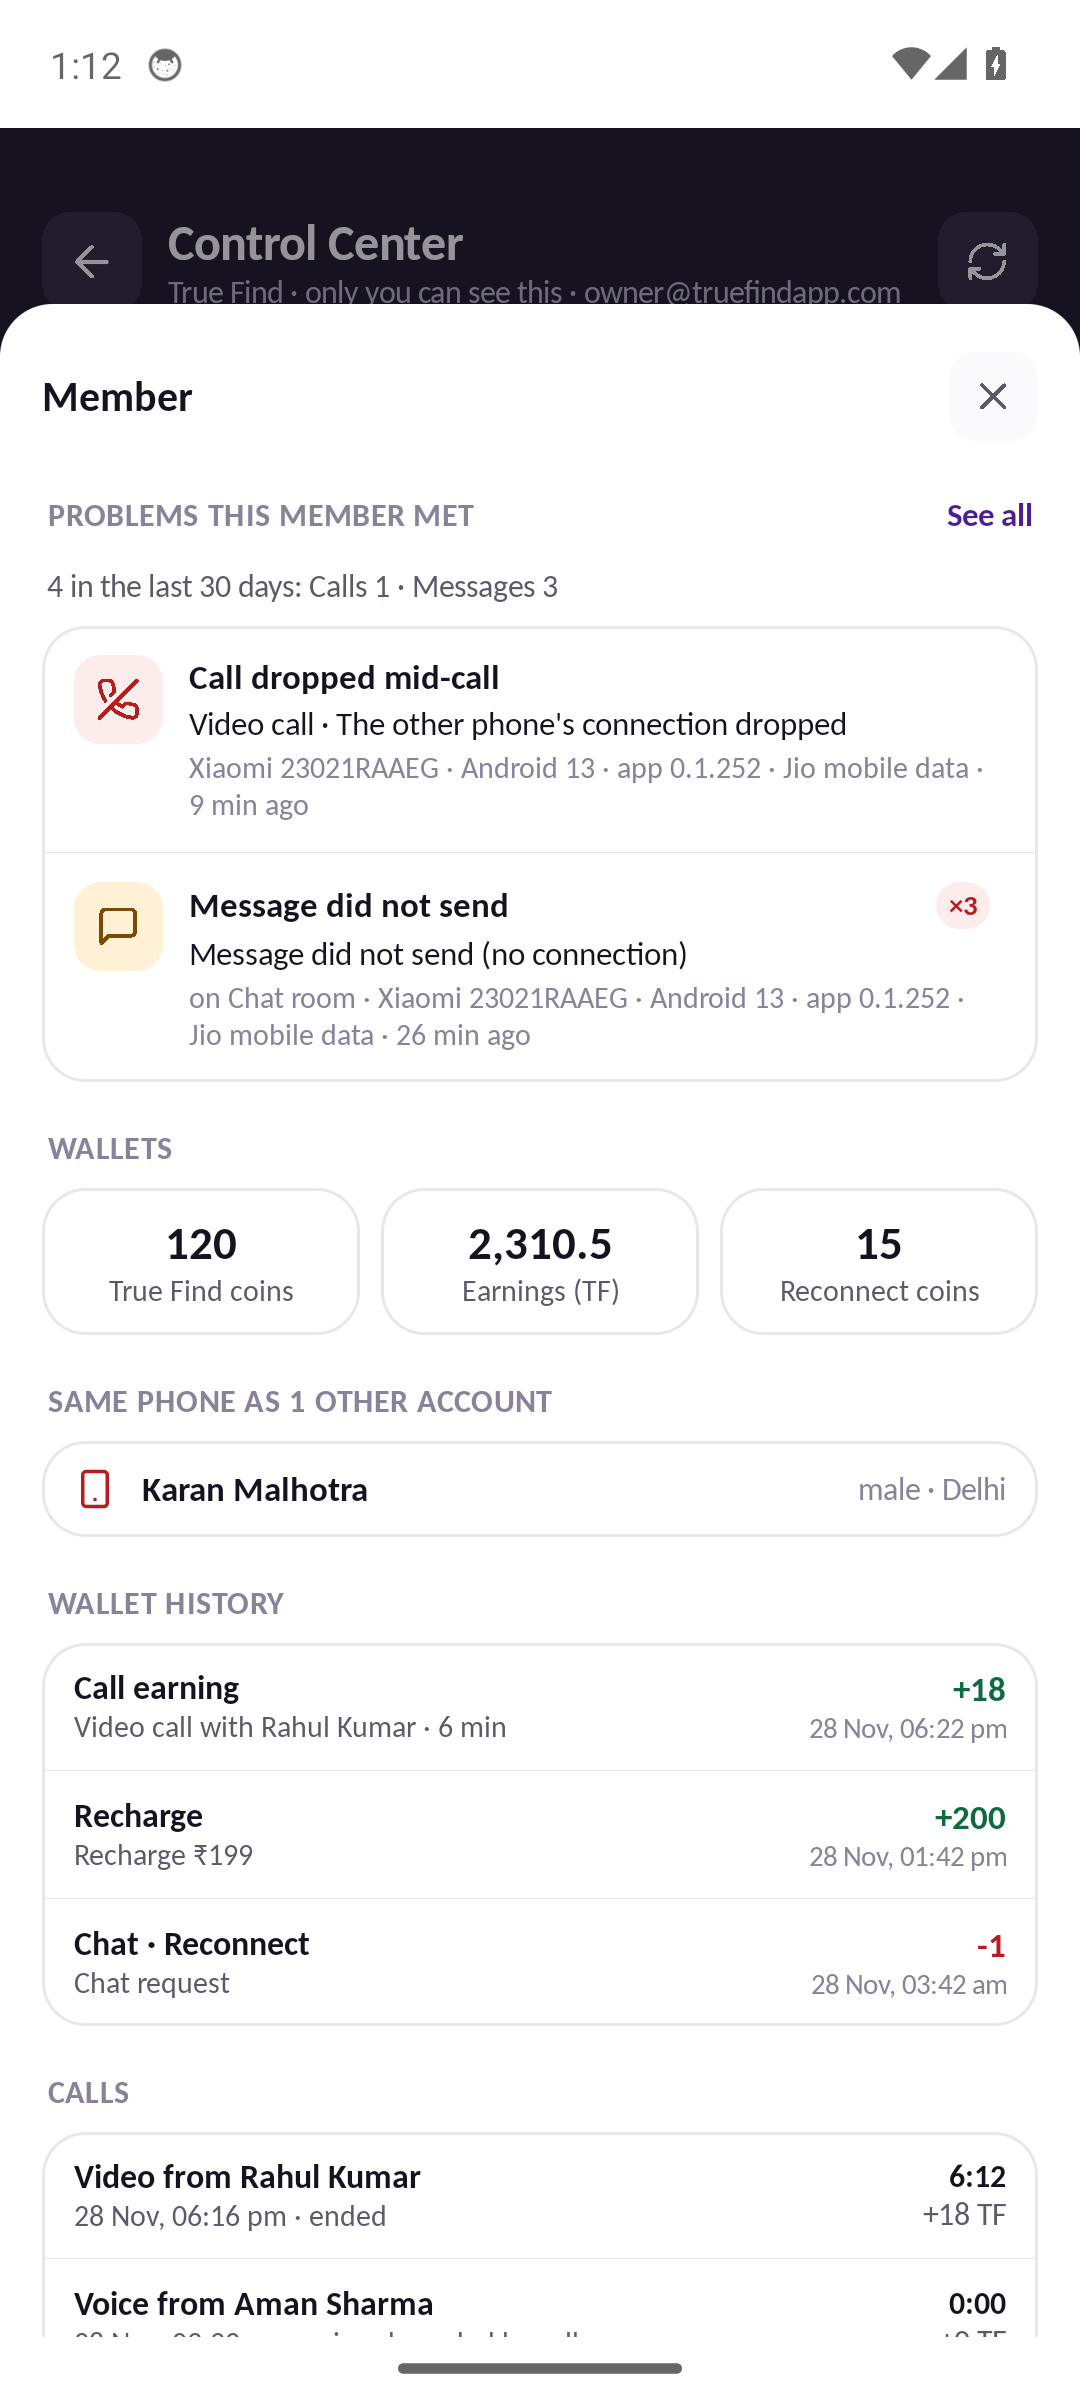 1:12
Control Center
True Find · only you can see this · owner@truefindapp.com
Member
PROBLEMS THIS MEMBER MET
See all
4 in the last 30 days: Calls 1 · Messages 3
Call dropped mid-call
Video call · The other phone's connection dropped
Xiaomi 23021RAAEG · Android 13 · app 0.1.252 · Jio mobile data ·
9 min ago
Message did not send
×3
Message did not send (no connection)
on Chat room · Xiaomi 23021RAAEG · Android 13 · app 0.1.252 ·
Jio mobile data · 26 min ago
WALLETS
120
True Find coins
2,310.5
Earnings (TF)
15
Reconnect coins
SAME PHONE AS 1 OTHER ACCOUNT
Karan Malhotra
male · Delhi
WALLET HISTORY
Call earning
+18
Video call with Rahul Kumar · 6 min
28 Nov, 06:22 pm
Recharge
+200
Recharge ₹199
28 Nov, 01:42 pm
Chat · Reconnect
-1
Chat request
28 Nov, 03:42 am
CALLS
Video from Rahul Kumar
6:12
28 Nov, 06:16 pm · ended
+18 TF
Voice from Aman Sharma
0:00